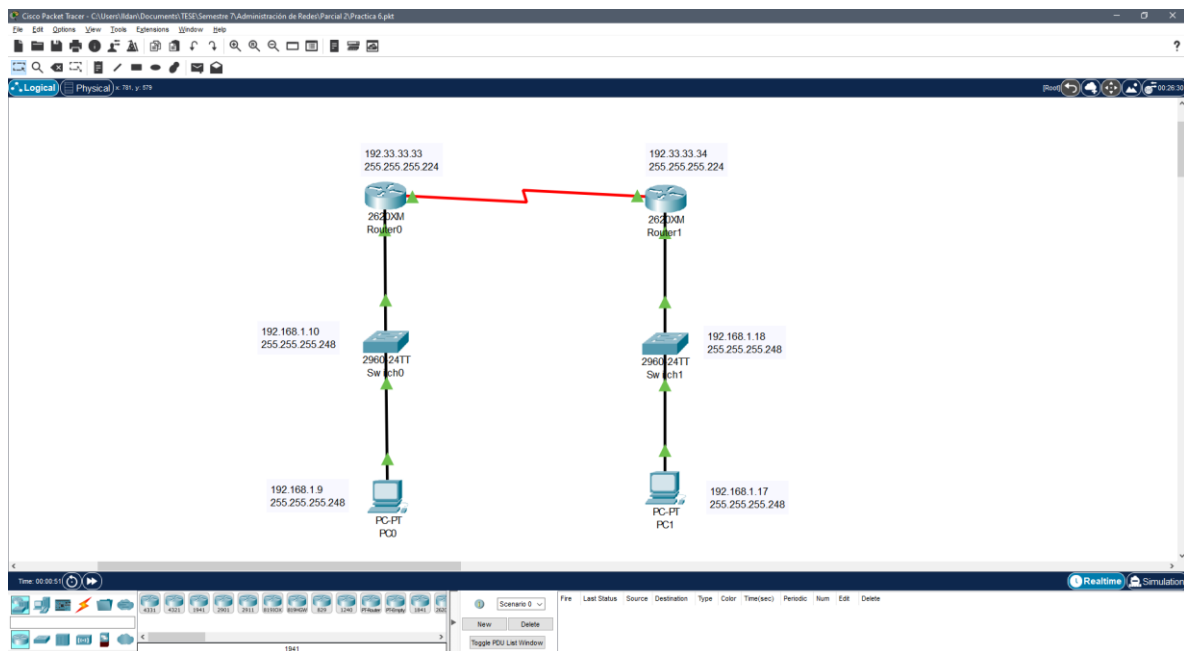 Cisco Packet Tracer - C:\Users\Ildan\Documents\TESE\Semestre 7\Administración de Redes\Parcial 2\Practica 6.pkt
File Edit Options View Tools Extensions Window Help
Logical Physical x: 781, y: 579 [Root] 00:26:30
192.33.33.33 192.33.33.34
255.255.255.224 255.255.255.224
2620XM 2620XM
Router0 Router1
192.168.1.10 192.168.1.18
255.255.255.248 255.255.255.248
2960-24TT 2960-24TT
Switch0 Switch1
192.168.1.9 192.168.1.17
255.255.255.248 255.255.255.248
PC-PT PC-PT
PC0 PC1
Time: 00:00:51 Realtime Simulation
4331 4321 1941 2901 2911 819IOX 819HGW 829 1240 PT-Router PT-Empty 1841 262
Scenario 0
Fire Last Status Source Destination Type Color Time(sec) Periodic Num Edit Delete
New Delete
Toggle PDU List Window
1941